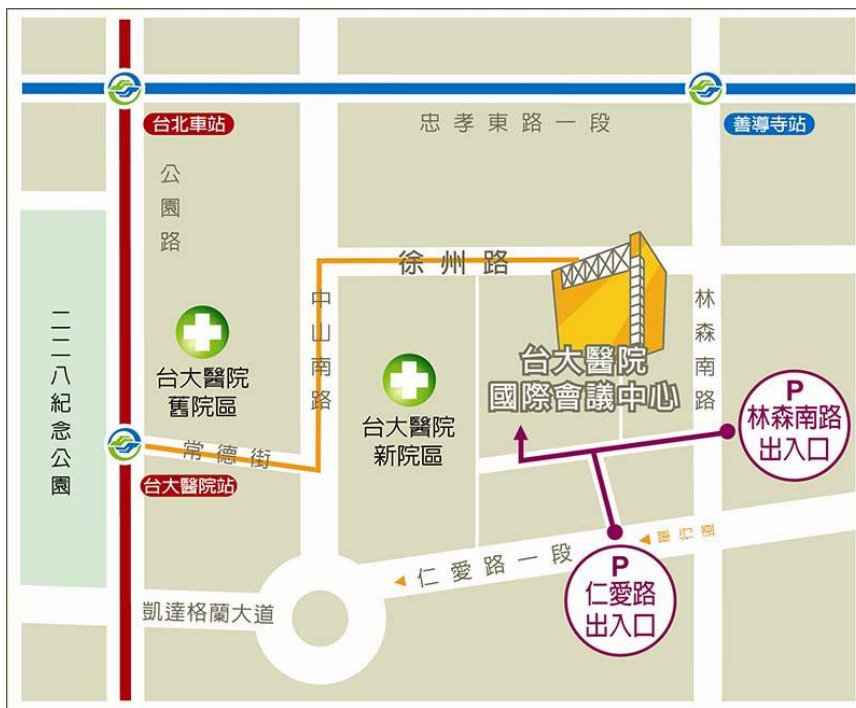 台北車站
忠孝東路一段
善導寺站
公園路
徐州路
中山南路
林森南路
二二八紀念公園
台大醫院
舊院區
台大醫院
新院區
台大醫院
國際會議中心
P
林森南路
出入口
常德街
台大醫院站
單行道
仁愛路一段
P
仁愛路
出入口
凱達格蘭大道